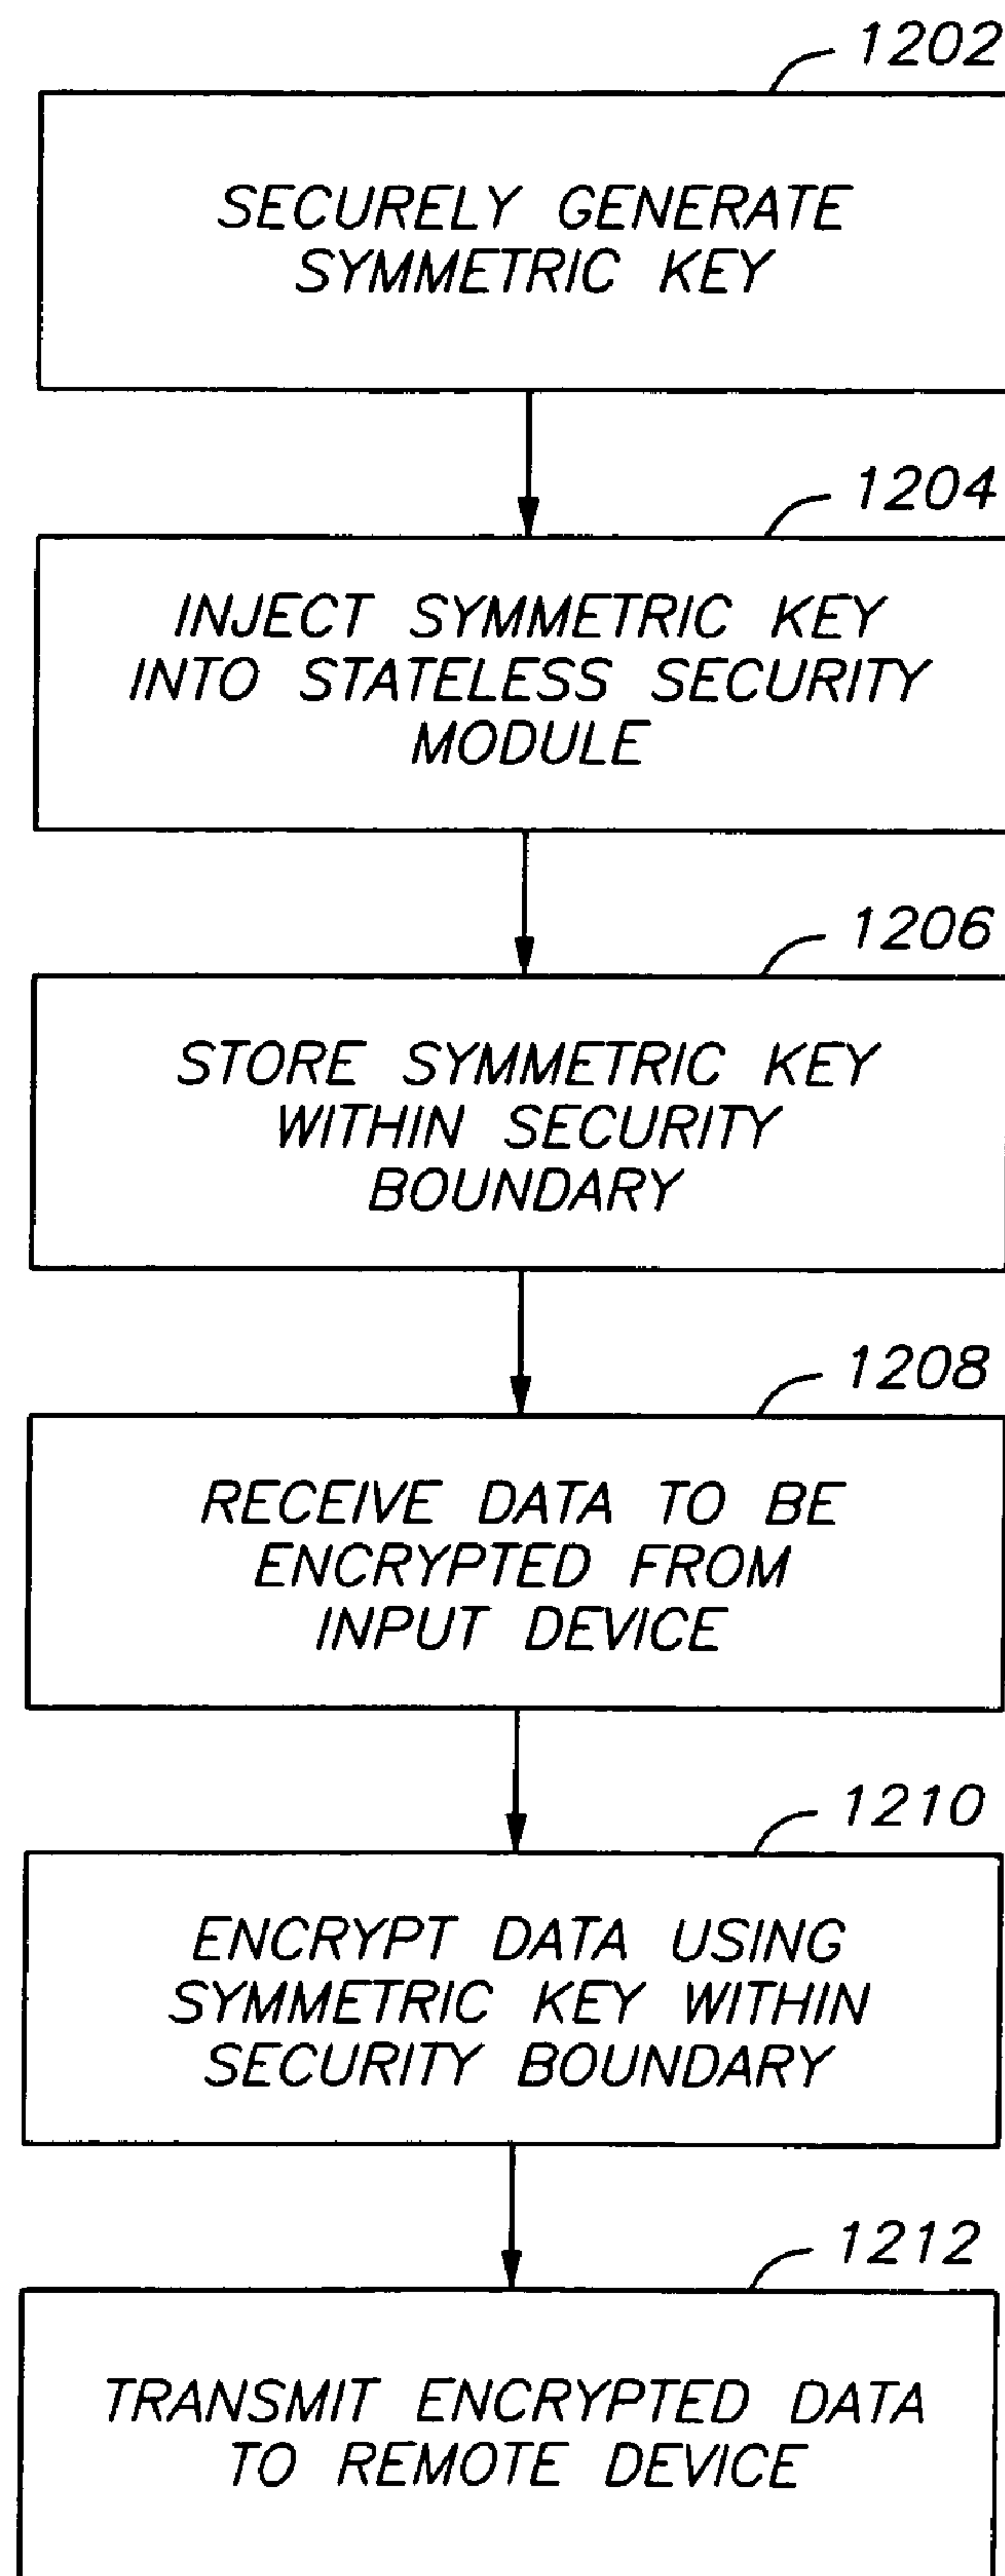 1202
SECURELY GENERATE
SYMMETRIC KEY
1204
INJECT SYMMETRIC KEY
INTO STATELESS SECURITY
MODULE
1206
STORE SYMMETRIC KEY
WITHIN SECURITY
BOUNDARY
1208
RECEIVE DATA TO BE
ENCRYPTED FROM
INPUT DEVICE
1210
ENCRYPT DATA USING
SYMMETRIC KEY WITHIN
SECURITY BOUNDARY
1212
TRANSMIT ENCRYPTED DATA
TO REMOTE DEVICE